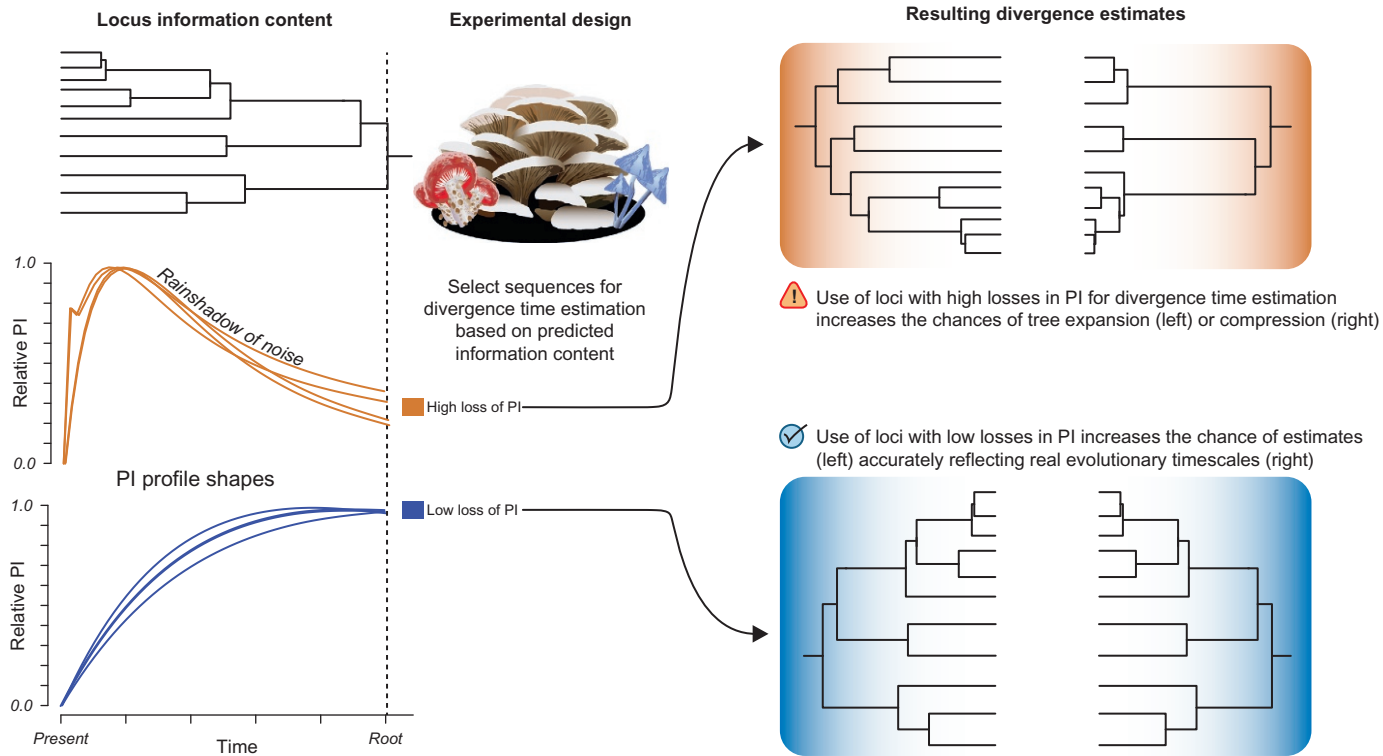 Locus information content
Experimental design
Resulting divergence estimates
1.0
Relative PI
0.0
Rainshadow of noise
Select sequences for
divergence time estimation
based on predicted
information content
High loss of PI
! Use of loci with high losses in PI for divergence time estimation
increases the chances of tree expansion (left) or compression (right)
Use of loci with low losses in PI increases the chance of estimates
(left) accurately reflecting real evolutionary timescales (right)
PI profile shapes
1.0
Relative PI
0.0
Low loss of PI
Present
Time
Root